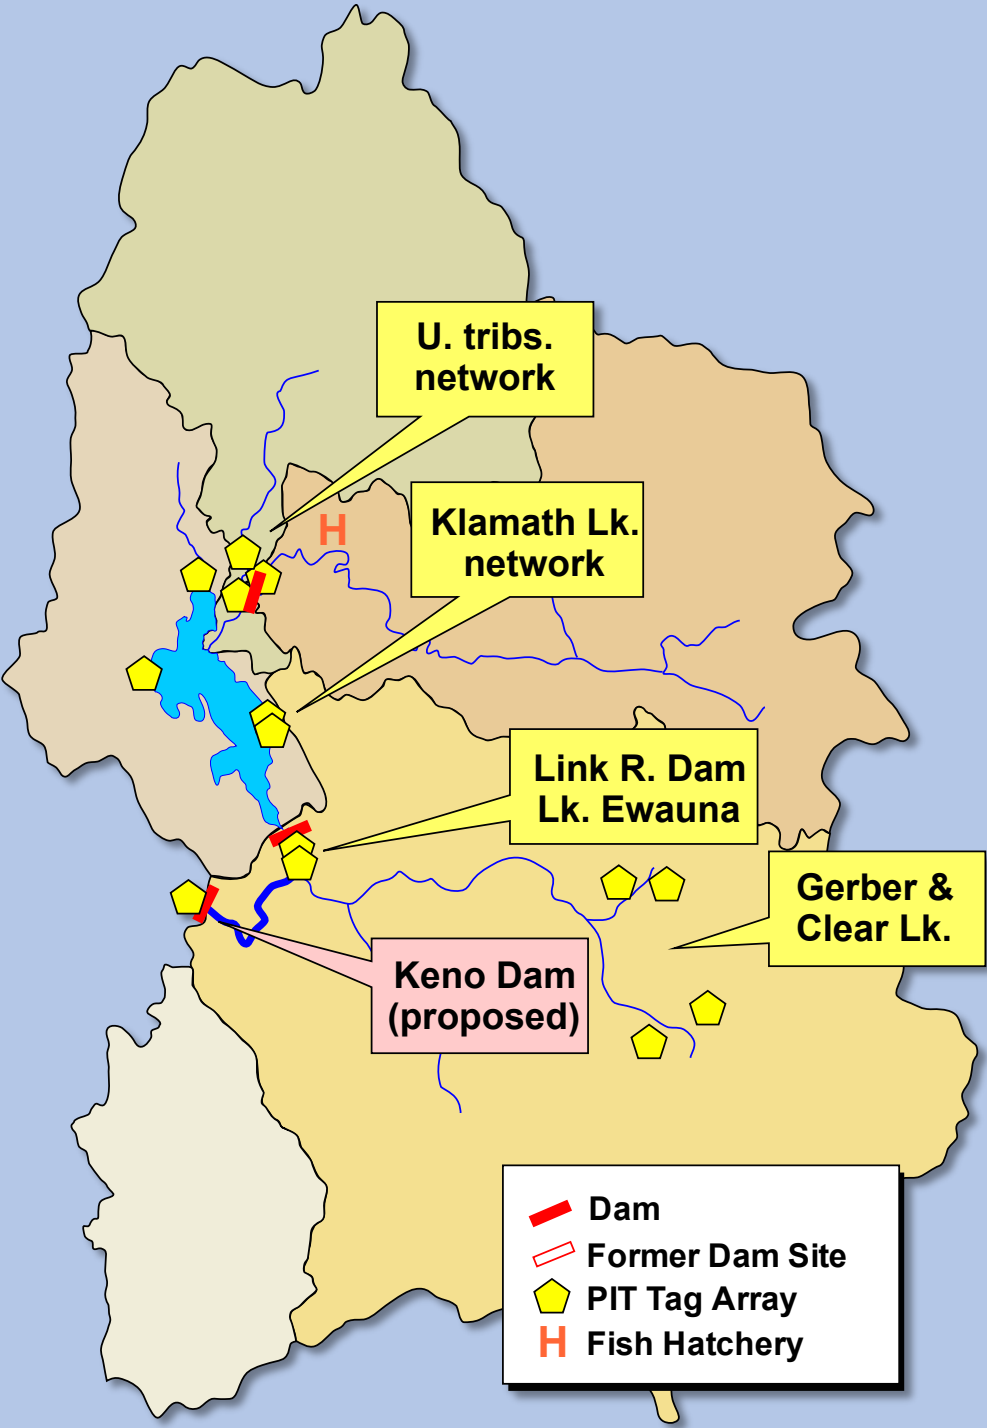 U. tribs.
network
H
Klamath Lk.
network
Link R. Dam
Lk. Ewauna
Gerber &
Clear Lk.
Keno Dam
(proposed)
Dam
Former Dam Site
PIT Tag Array
H Fish Hatchery